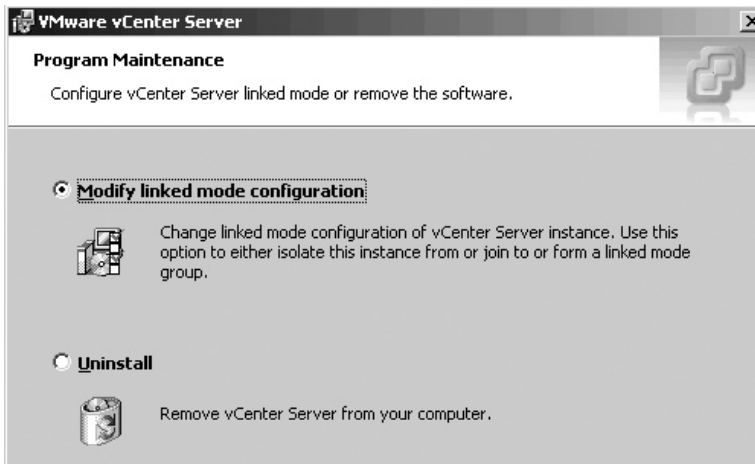 VMware vCenter Server
Program Maintenance
Configure vCenter Server linked mode or remove the software.
Modify linked mode configuration
Change linked mode configuration of vCenter Server instance. Use this
option to either isolate this instance from or join to or form a linked mode
group.
Uninstall
Remove vCenter Server from your computer.